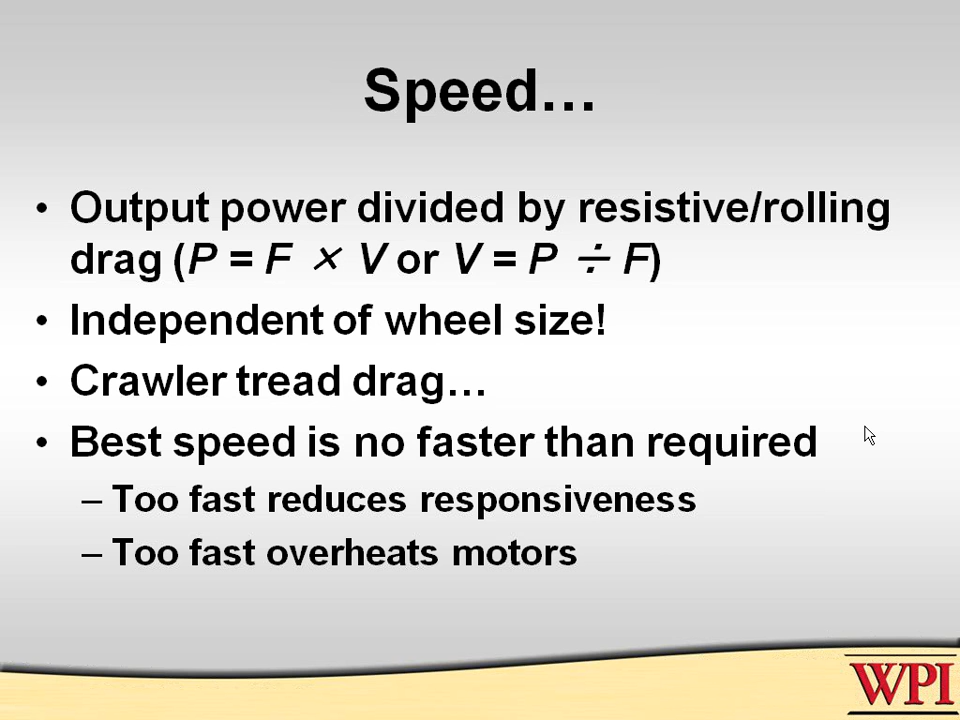 Speed…
• Output power divided by resistive/rolling
drag (P = F × V or V = P ÷ F)
• Independent of wheel size!
• Crawler tread drag…
• Best speed is no faster than required
– Too fast reduces responsiveness
– Too fast overheats motors
WPI